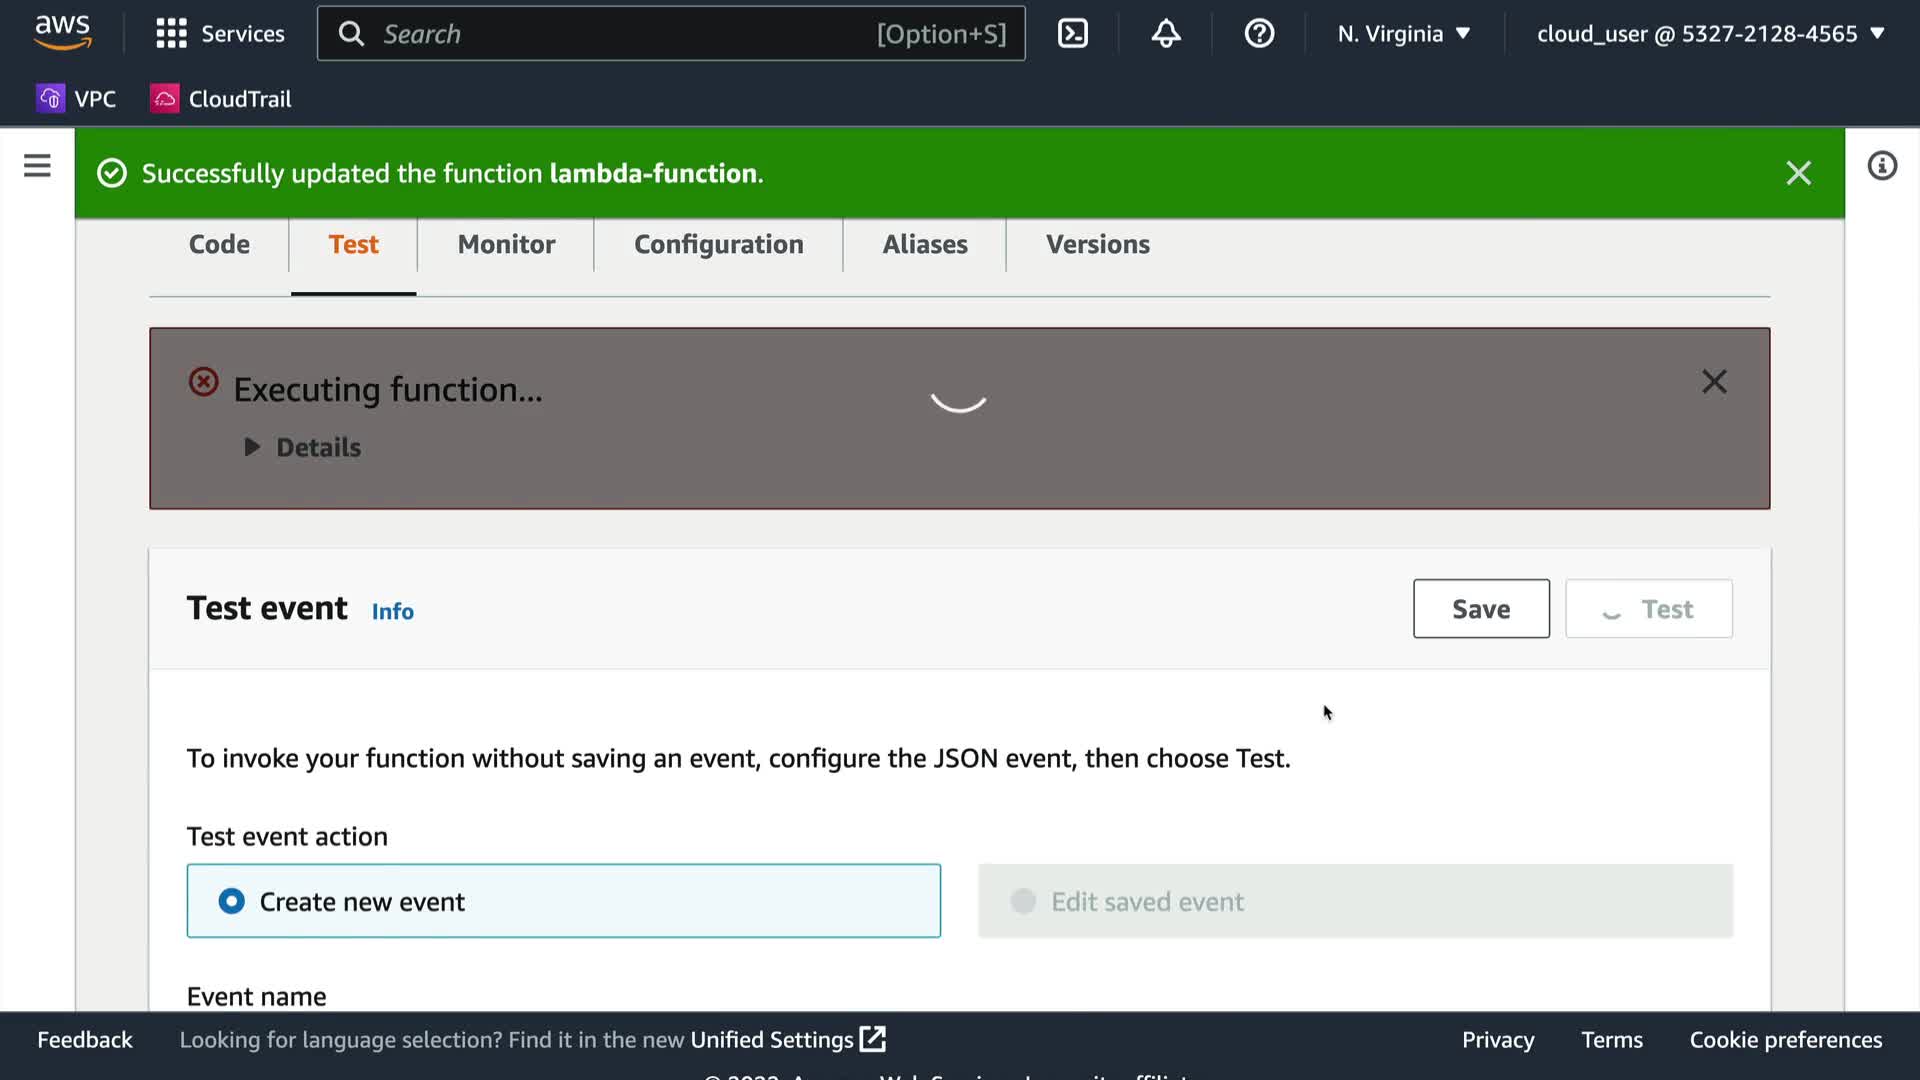 aws Services Search [Option+S] N. Virginia cloud_user @ 5327-2128-4565
VPC CloudTrail
Successfully updated the function lambda-function.
Code Test Monitor Configuration Aliases Versions
Executing function...
Details
Test event Info Save Test
To invoke your function without saving an event, configure the JSON event, then choose Test.
Test event action
Create new event Edit saved event
Event name
Feedback Looking for language selection? Find it in the new Unified Settings Privacy Terms Cookie preferences